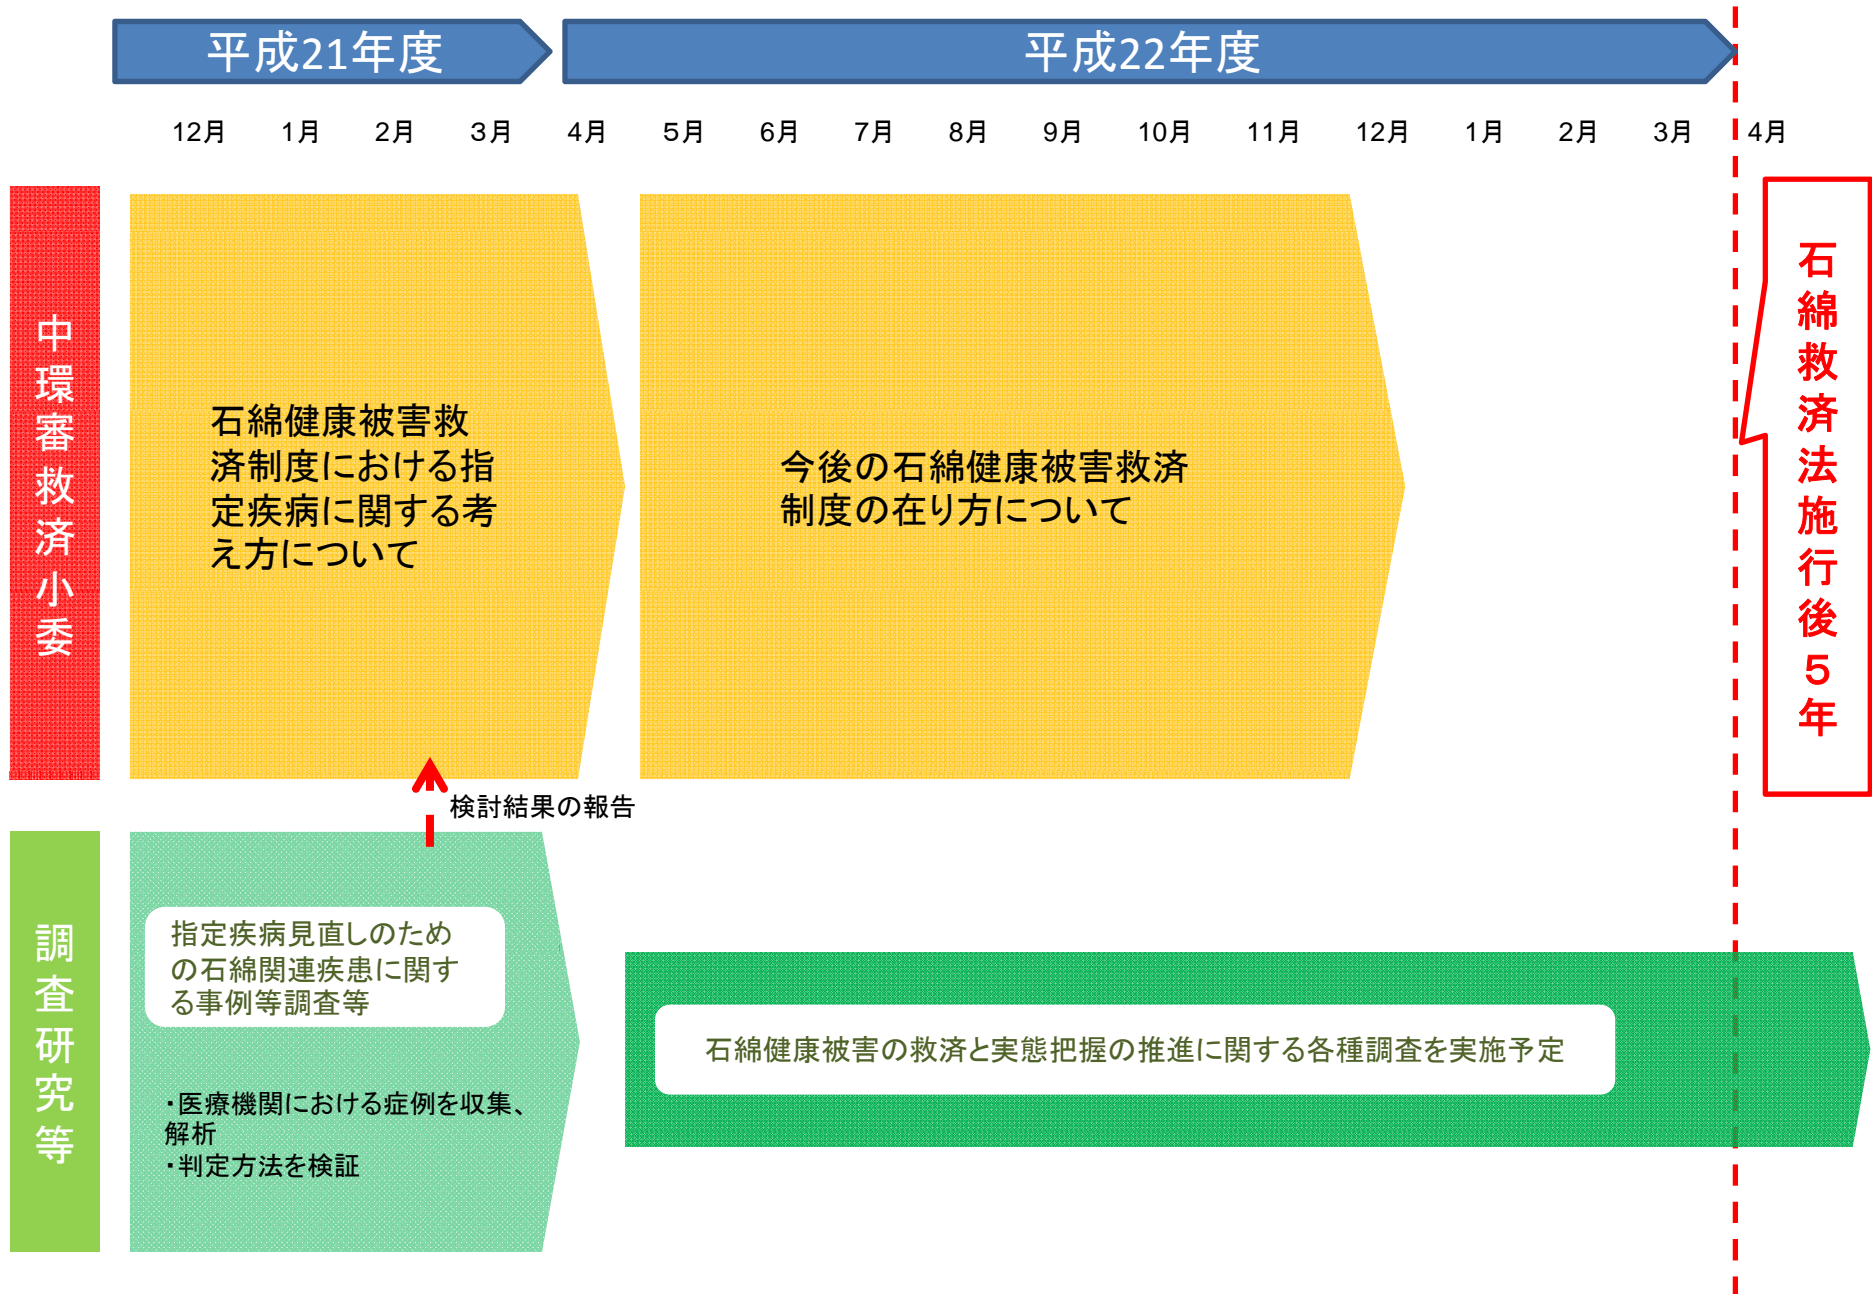 平成21年度
平成22年度
12月 1月 2月 3月 4月 5月 6月 7月 8月 9月 10月 11月 12月 1月 2月 3月 4月
中環審救済小委
石綿健康被害救
済制度における指
定疾病に関する考
え方について
今後の石綿健康被害救済
制度の在り方について
石綿救済法施行後5年
検討結果の報告
調査研究等
指定疾病見直しのため
の石綿関連疾患に関す
る事例等調査等
・医療機関における症例を収集、
解析
・判定方法を検証
石綿健康被害の救済と実態把握の推進に関する各種調査を実施予定